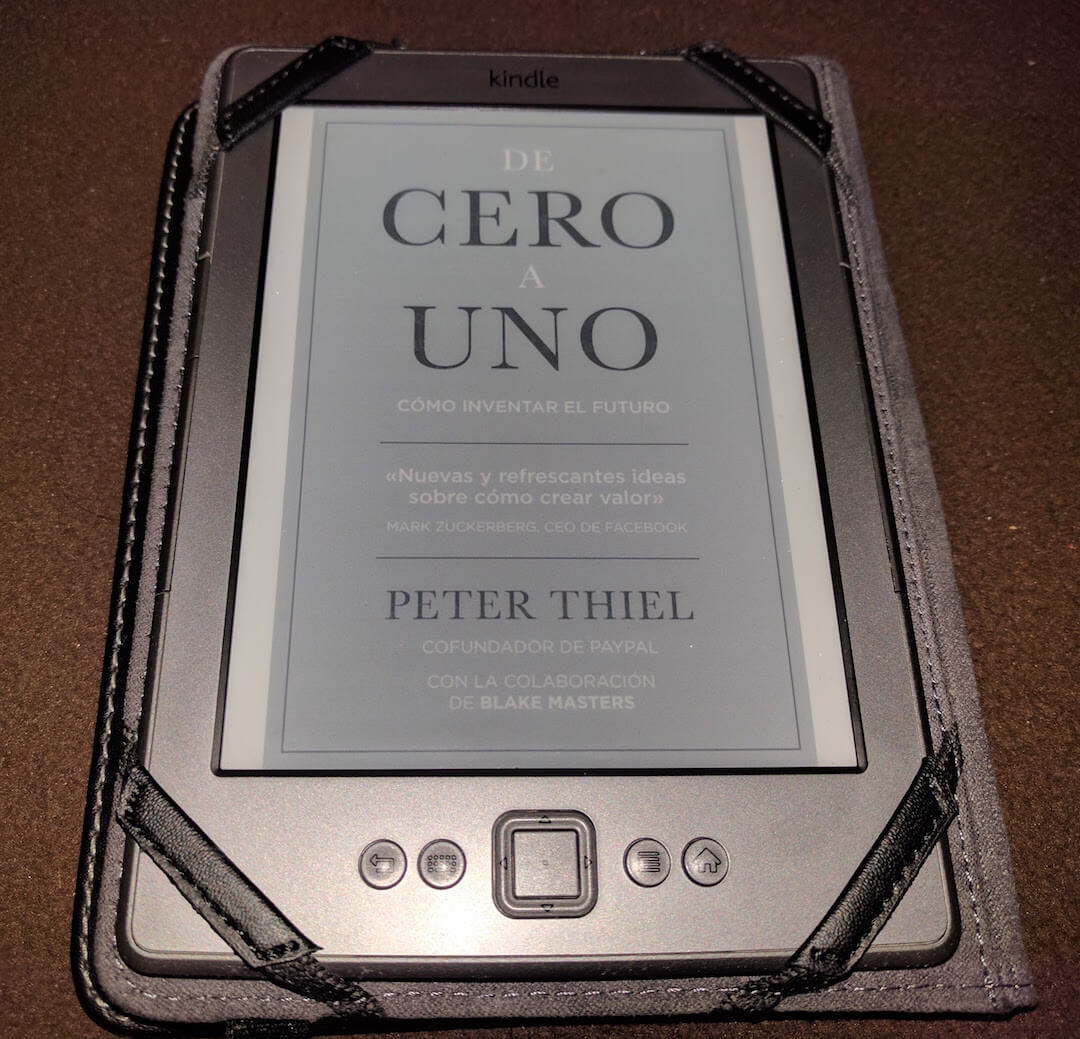 kindle
DE
CERO
A
UNO
CÓMO INVENTAR EL FUTURO
«Nuevas y refrescantes ideas
sobre cómo crear valor»
MARK ZUCKERBERG, CEO DE FACEBOOK
PETER THIEL
COFUNDADOR DE PAYPAL
CON LA COLABORACIÓN
DE BLAKE MASTERS